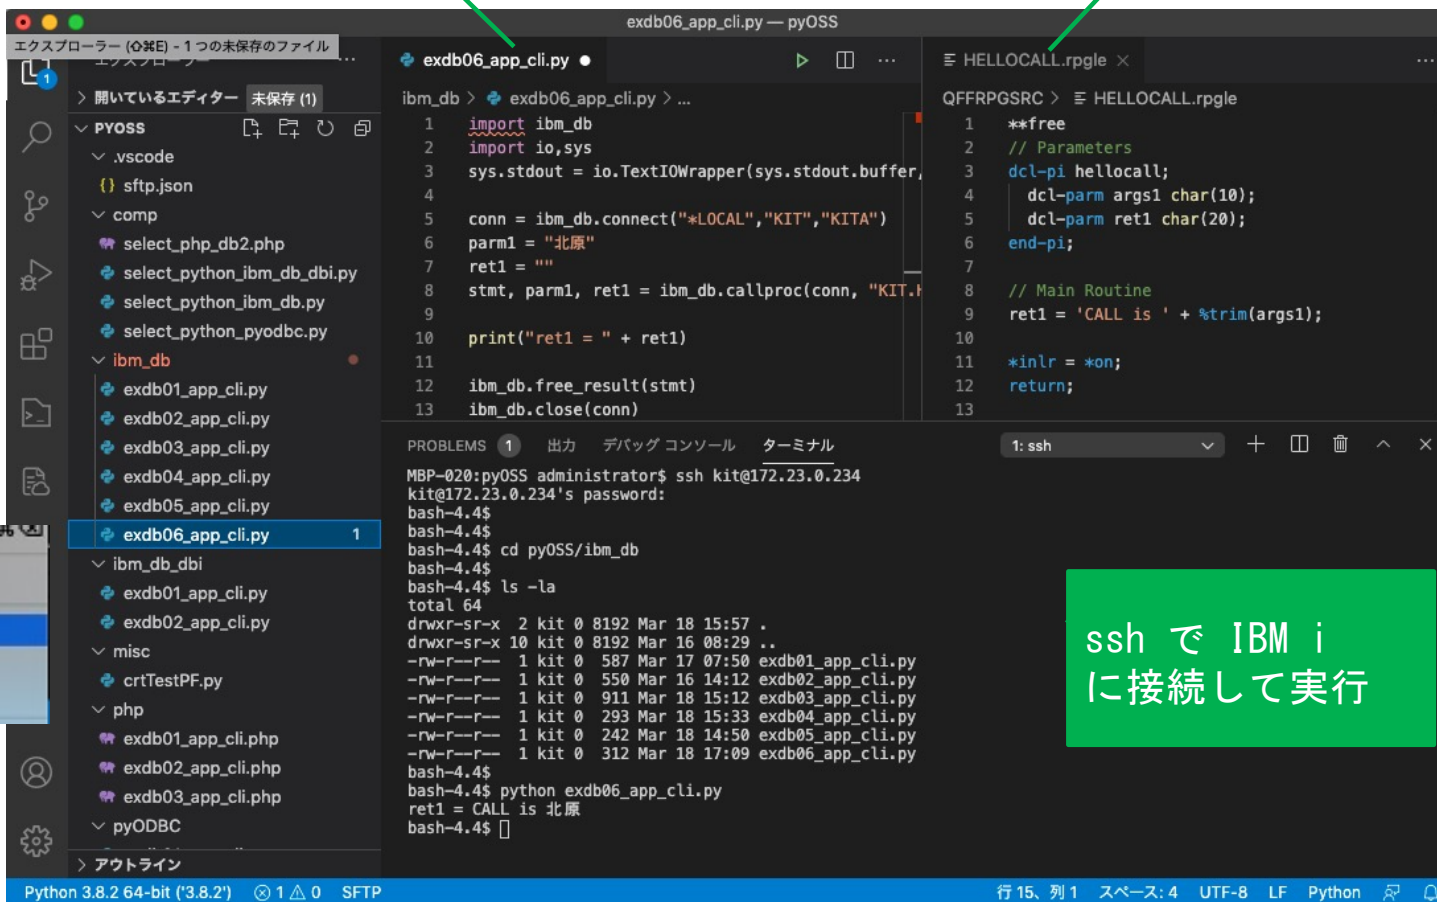 exdb06_app_cli.py — pyOSS
エクスプローラー (⇧⌘E) - 1 つの未保存のファイル
1
> 開いているエディター 未保存 (1)
PYOSS
.vscode
{} sftp.json
comp
select_php_db2.php
select_python_ibm_db_dbi.py
select_python_ibm_db.py
select_python_pyodbc.py
ibm_db
exdb01_app_cli.py
exdb02_app_cli.py
exdb03_app_cli.py
exdb04_app_cli.py
exdb05_app_cli.py
exdb06_app_cli.py 1
ibm_db_dbi
exdb01_app_cli.py
exdb02_app_cli.py
misc
crtTestPF.py
php
exdb01_app_cli.php
exdb02_app_cli.php
exdb03_app_cli.php
pyODBC
> アウトライン
exdb06_app_cli.py ● ...
ibm_db > exdb06_app_cli.py > ...
1 import ibm_db
2 import io,sys
3 sys.stdout = io.TextIOWrapper(sys.stdout.buffer,
4
5 conn = ibm_db.connect("*LOCAL","KIT","KITA")
6 parm1 = "北原"
7 ret1 = ""
8 stmt, parm1, ret1 = ibm_db.callproc(conn, "KIT.H
9
10 print("ret1 = " + ret1)
11
12 ibm_db.free_result(stmt)
13 ibm_db.close(conn)
HELLOCALL.rpgle × ...
QFFRPGSRC > HELLOCALL.rpgle
1 **free
2 // Parameters
3 dcl-pi hellocall;
4 dcl-parm args1 char(10);
5 dcl-parm ret1 char(20);
6 end-pi;
7
8 // Main Routine
9 ret1 = 'CALL is ' + %trim(args1);
10
11 *inlr = *on;
12 return;
13
PROBLEMS 1 出力 デバッグ コンソール ターミナル 1: ssh
MBP-020:pyOSS administrator$ ssh kit@172.23.0.234
kit@172.23.0.234's password:
bash-4.4$
bash-4.4$
bash-4.4$ cd pyOSS/ibm_db
bash-4.4$
bash-4.4$ ls -la
total 64
drwxr-sr-x 2 kit 0 8192 Mar 18 15:57 .
drwxr-sr-x 10 kit 0 8192 Mar 16 08:29 ..
-rw-r--r-- 1 kit 0 587 Mar 17 07:50 exdb01_app_cli.py
-rw-r--r-- 1 kit 0 550 Mar 16 14:12 exdb02_app_cli.py
-rw-r--r-- 1 kit 0 911 Mar 18 15:12 exdb03_app_cli.py
-rw-r--r-- 1 kit 0 293 Mar 18 15:33 exdb04_app_cli.py
-rw-r--r-- 1 kit 0 242 Mar 18 14:50 exdb05_app_cli.py
-rw-r--r-- 1 kit 0 312 Mar 18 17:09 exdb06_app_cli.py
bash-4.4$
bash-4.4$ python exdb06_app_cli.py
ret1 = CALL is 北原
bash-4.4$
ssh で IBM i
に接続して実行
Python 3.8.2 64-bit ('3.8.2') 1 0 SFTP 行 15、列 1 スペース: 4 UTF-8 LF Python